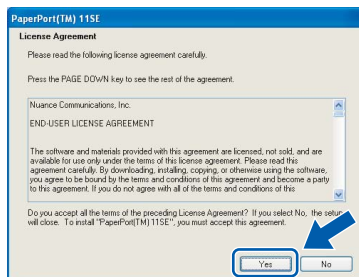 PaperPort(TM) 11SE
License Agreement
Please read the following license agreement carefully.
Press the PAGE DOWN key to see the rest of the agreement.
Nuance Communications, Inc.
END-USER LICENSE AGREEMENT
The software and materials provided with this agreement are licensed, not sold, and are
available for use only under the terms of this license agreement. Please read this
agreement carefully. By downloading, installing, copying, or otherwise using the software,
you agree to be bound by the terms and conditions of this agreement and become a party
to this agreement. If you do not agree with all of the terms and conditions of this
Do you accept all the terms of the preceding License Agreement? If you select No, the setup
will close. To install "PaperPort(TM) 11SE", you must accept this agreement.
Yes
No